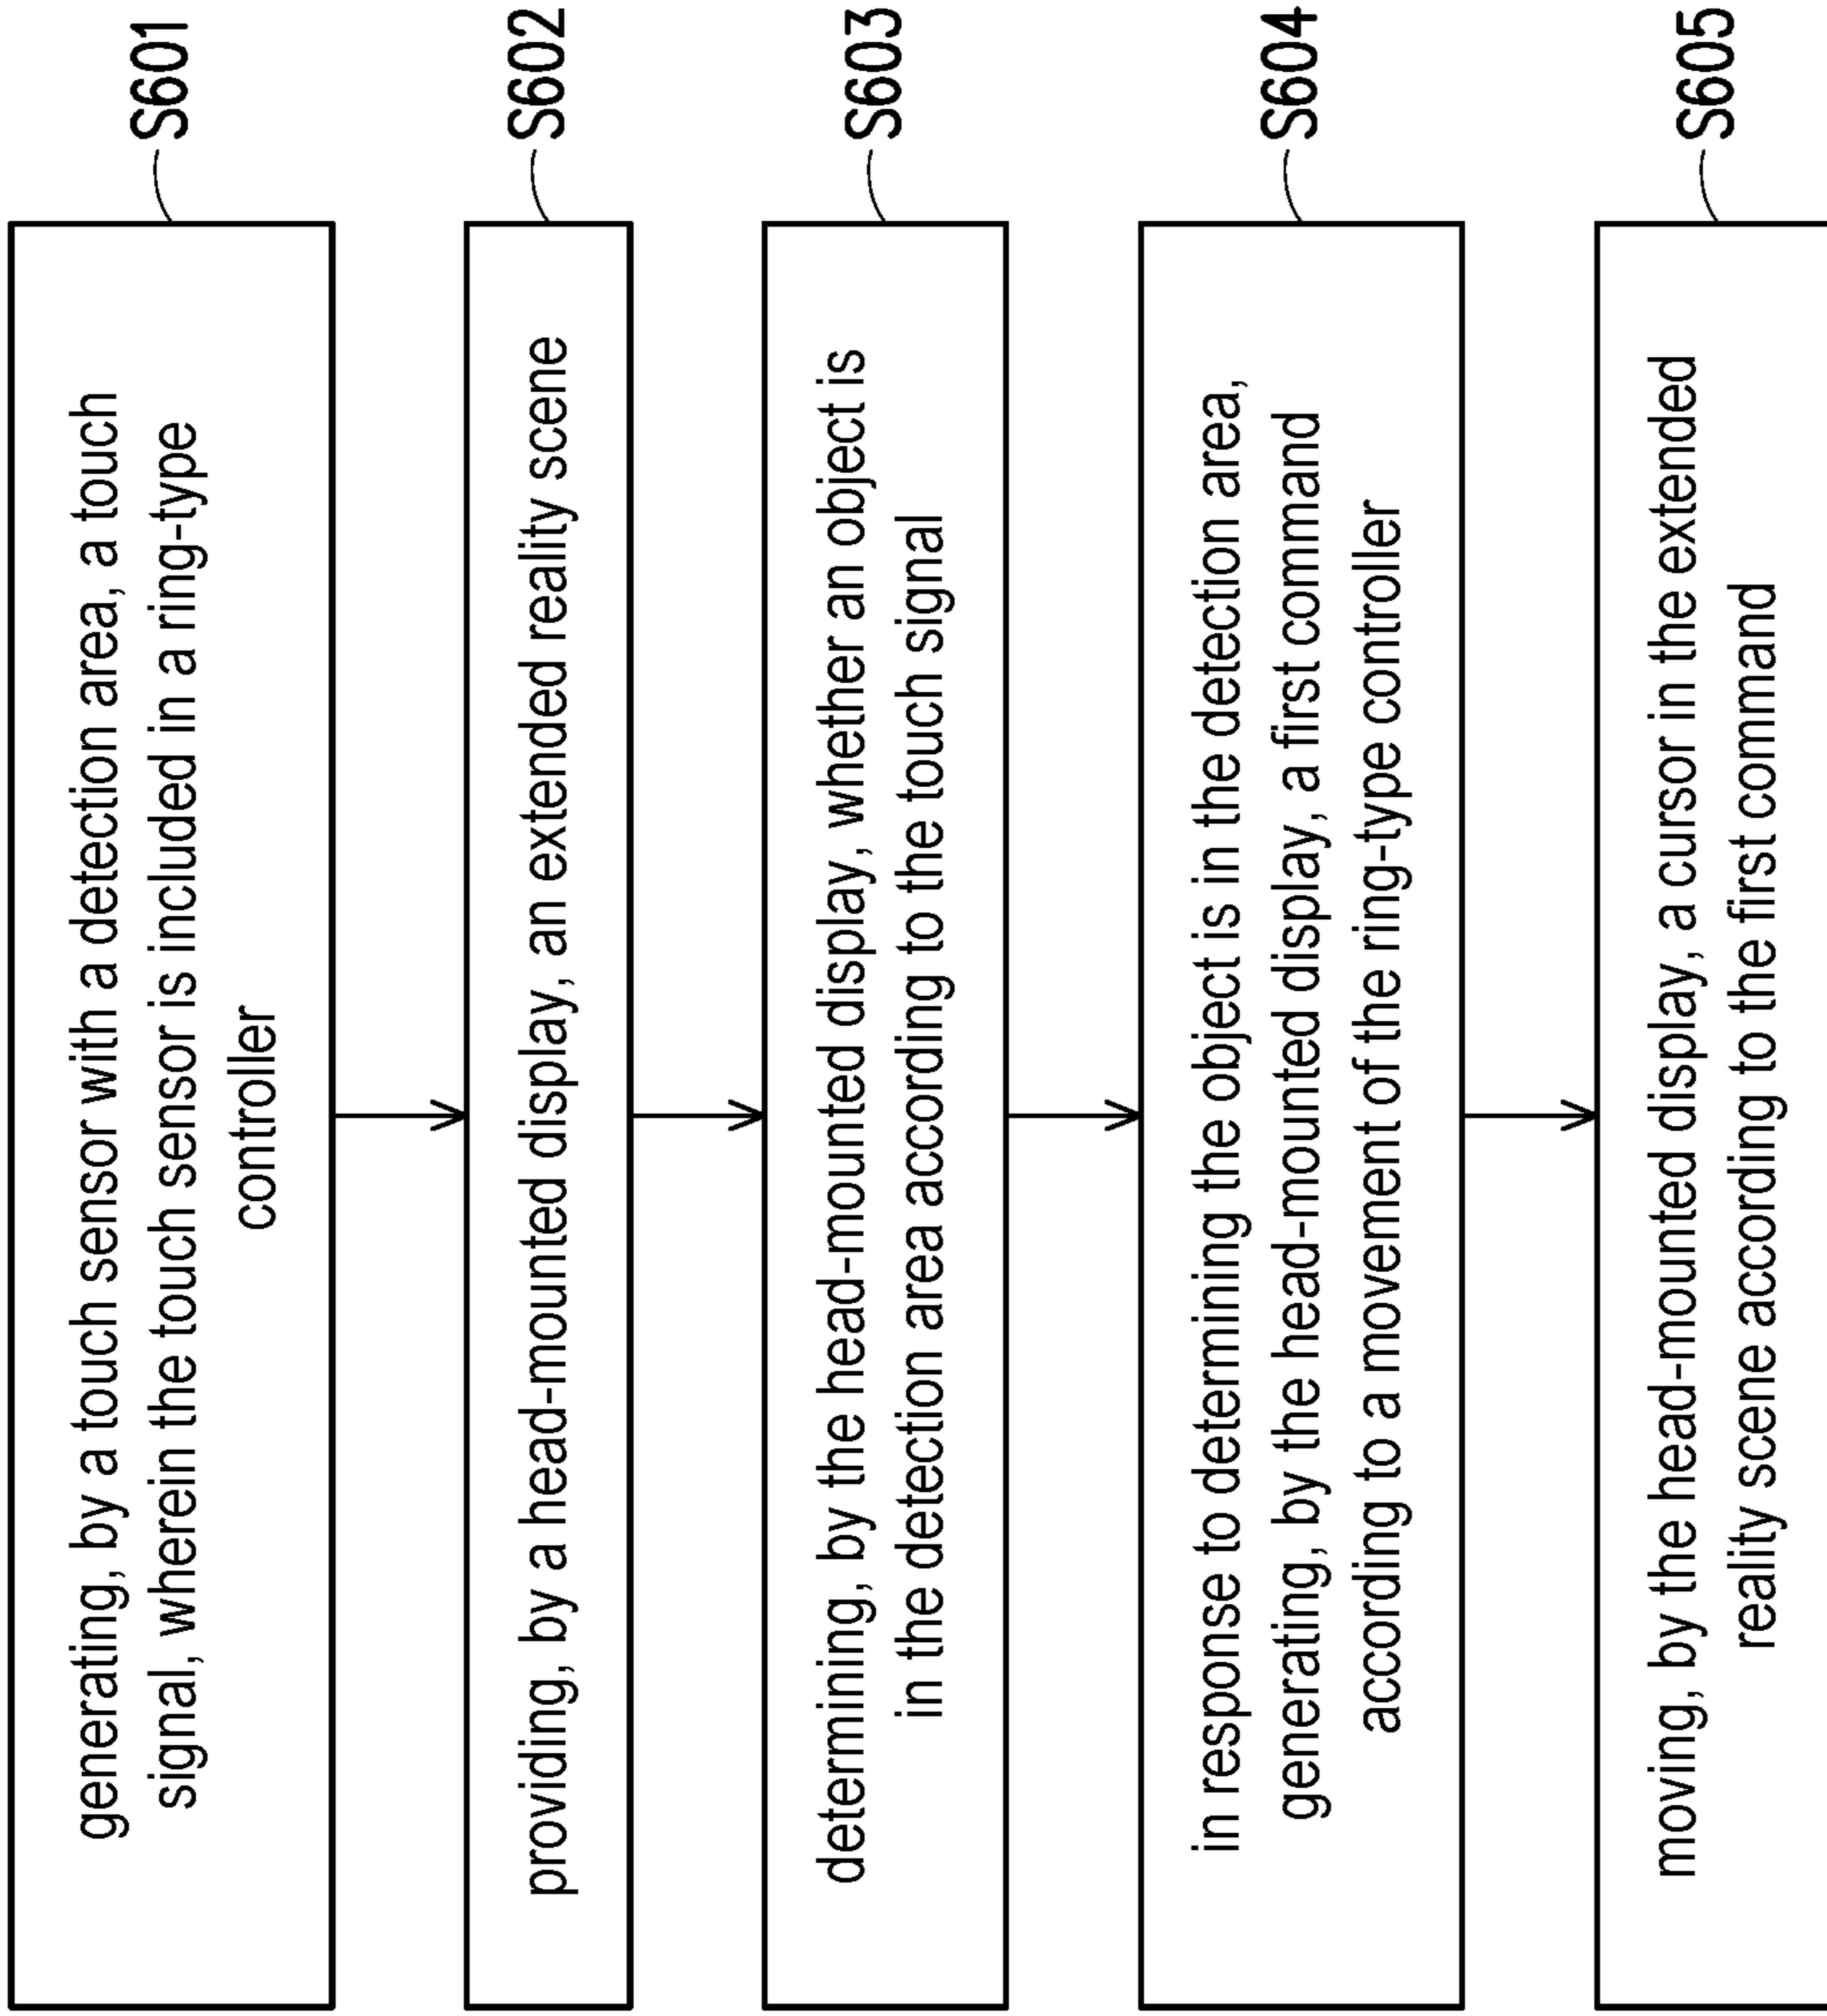 generating, by a touch sensor with a detection area, a touch
signal, wherein the touch sensor is included in a ring-type
controller
S601
providing, by a head-mounted display, an extended reality scene
S602
determining, by the head-mounted display, whether an object is
in the detection area according to the touch signal
S603
in response to determining the object is in the detection area,
generating, by the head-mounted display, a first command
according to a movement of the ring-type controller
S604
moving, by the head-mounted display, a cursor in the extended
reality scene according to the first command
S605